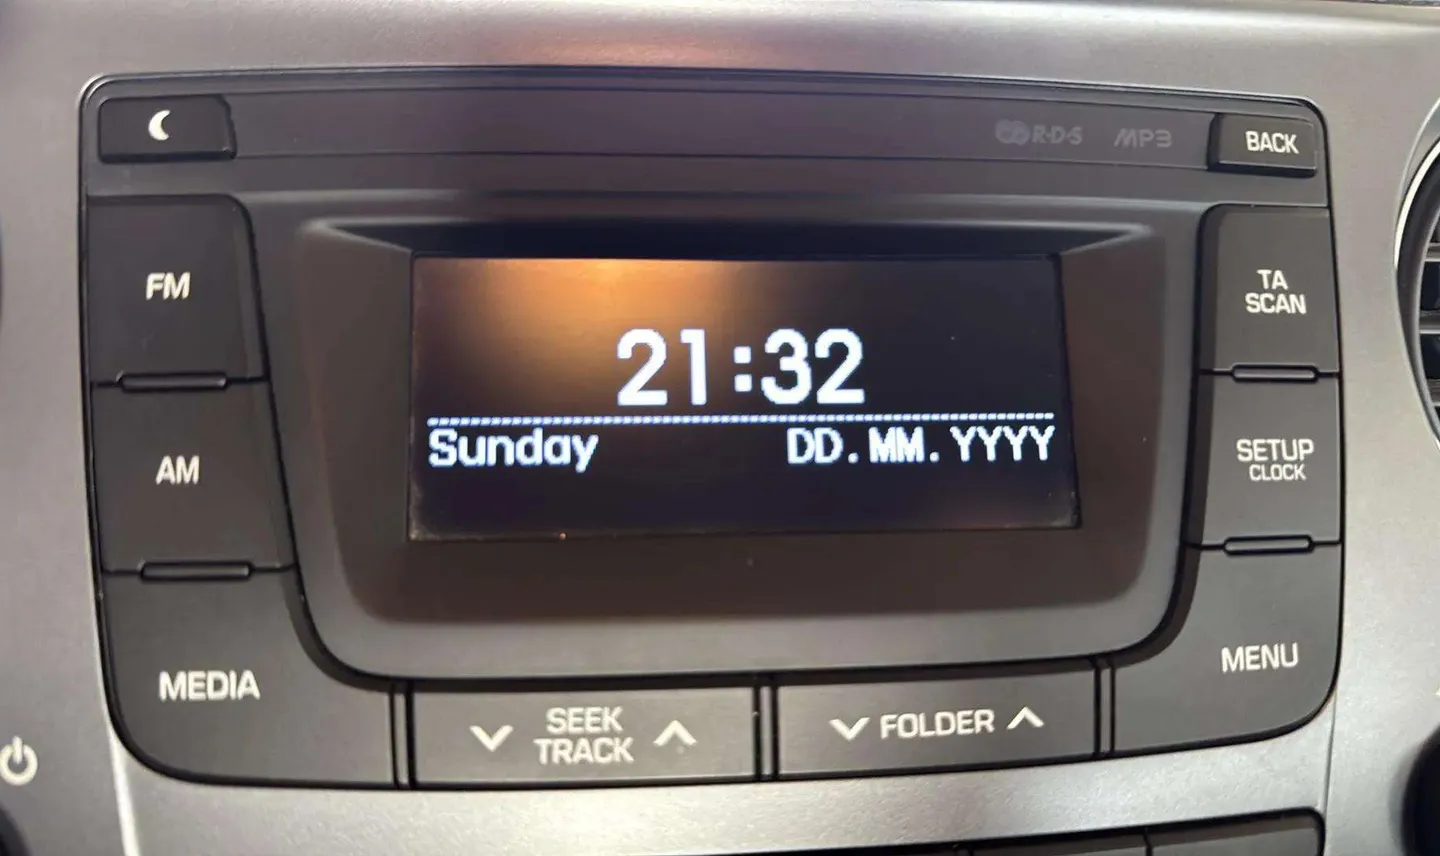 R·D·S MP3
BACK
FM
TA
SCAN
21:32
Sunday DD.MM.YYYY
AM
SETUP
CLOCK
MEDIA
MENU
SEEK
TRACK
FOLDER